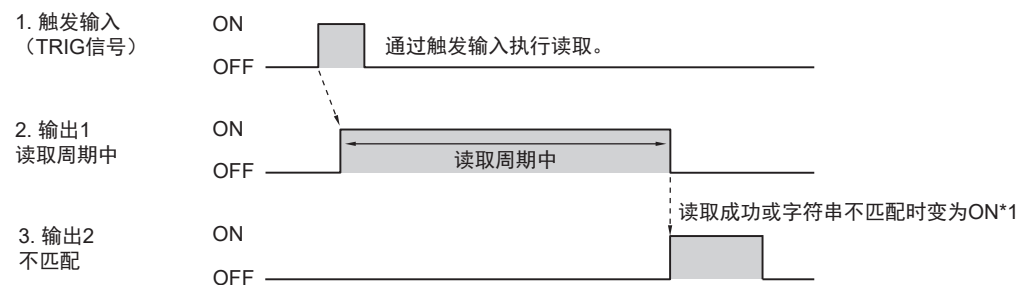 1. 触发输入
（TRIG信号）
ON
OFF
通过触发输入执行读取。
2. 输出1
读取周期中
ON
OFF
读取周期中
读取成功或字符串不匹配时变为ON*1
3. 输出2
不匹配
ON
OFF